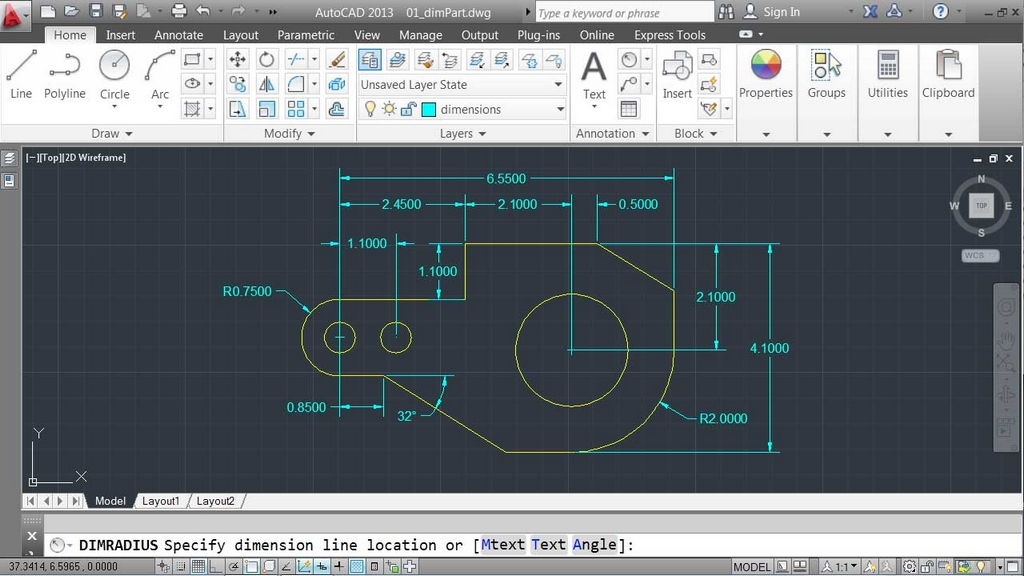 AutoCAD 2013 01_dimPart.dwg Type a keyword or phrase Sign In
Home Insert Annotate Layout Parametric View Manage Output Plug-ins Online Express Tools
Line Polyline Circle Arc
Unsaved Layer State
dimensions
Text Insert Properties Groups Utilities Clipboard
Draw Modify Layers Annotation Block
[−][Top][2D Wireframe]
6.5500
2.4500 2.1000 0.5000
1.1000
1.1000
R0.7500
2.1000
4.1000
0.8500
32°
R2.0000
N
W TOP E
S
WCS
Y
X
Model Layout1 Layout2
DIMRADIUS Specify dimension line location or [Mtext Text Angle]:
37.3414, 6.5965, 0.0000 MODEL 1:1